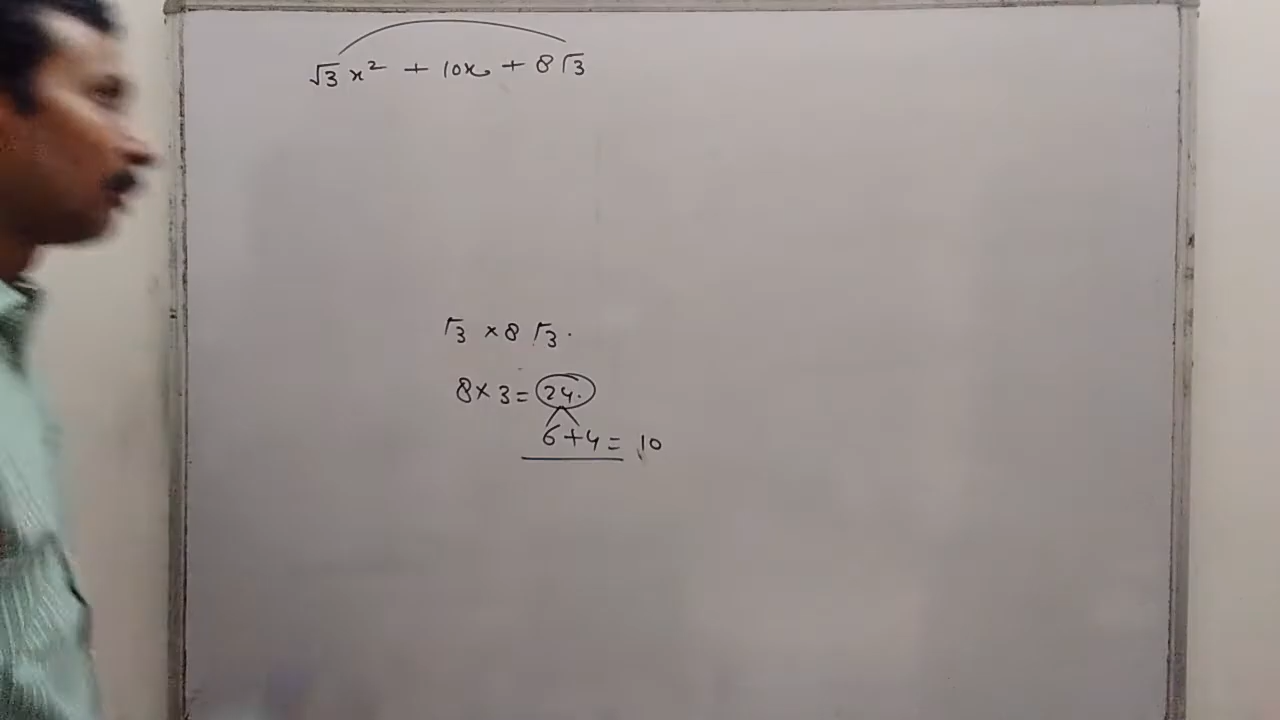 √3 x² + 10x + 8√3
√3 × 8 √3.
8 × 3 = 24.
6 + 4 = 10